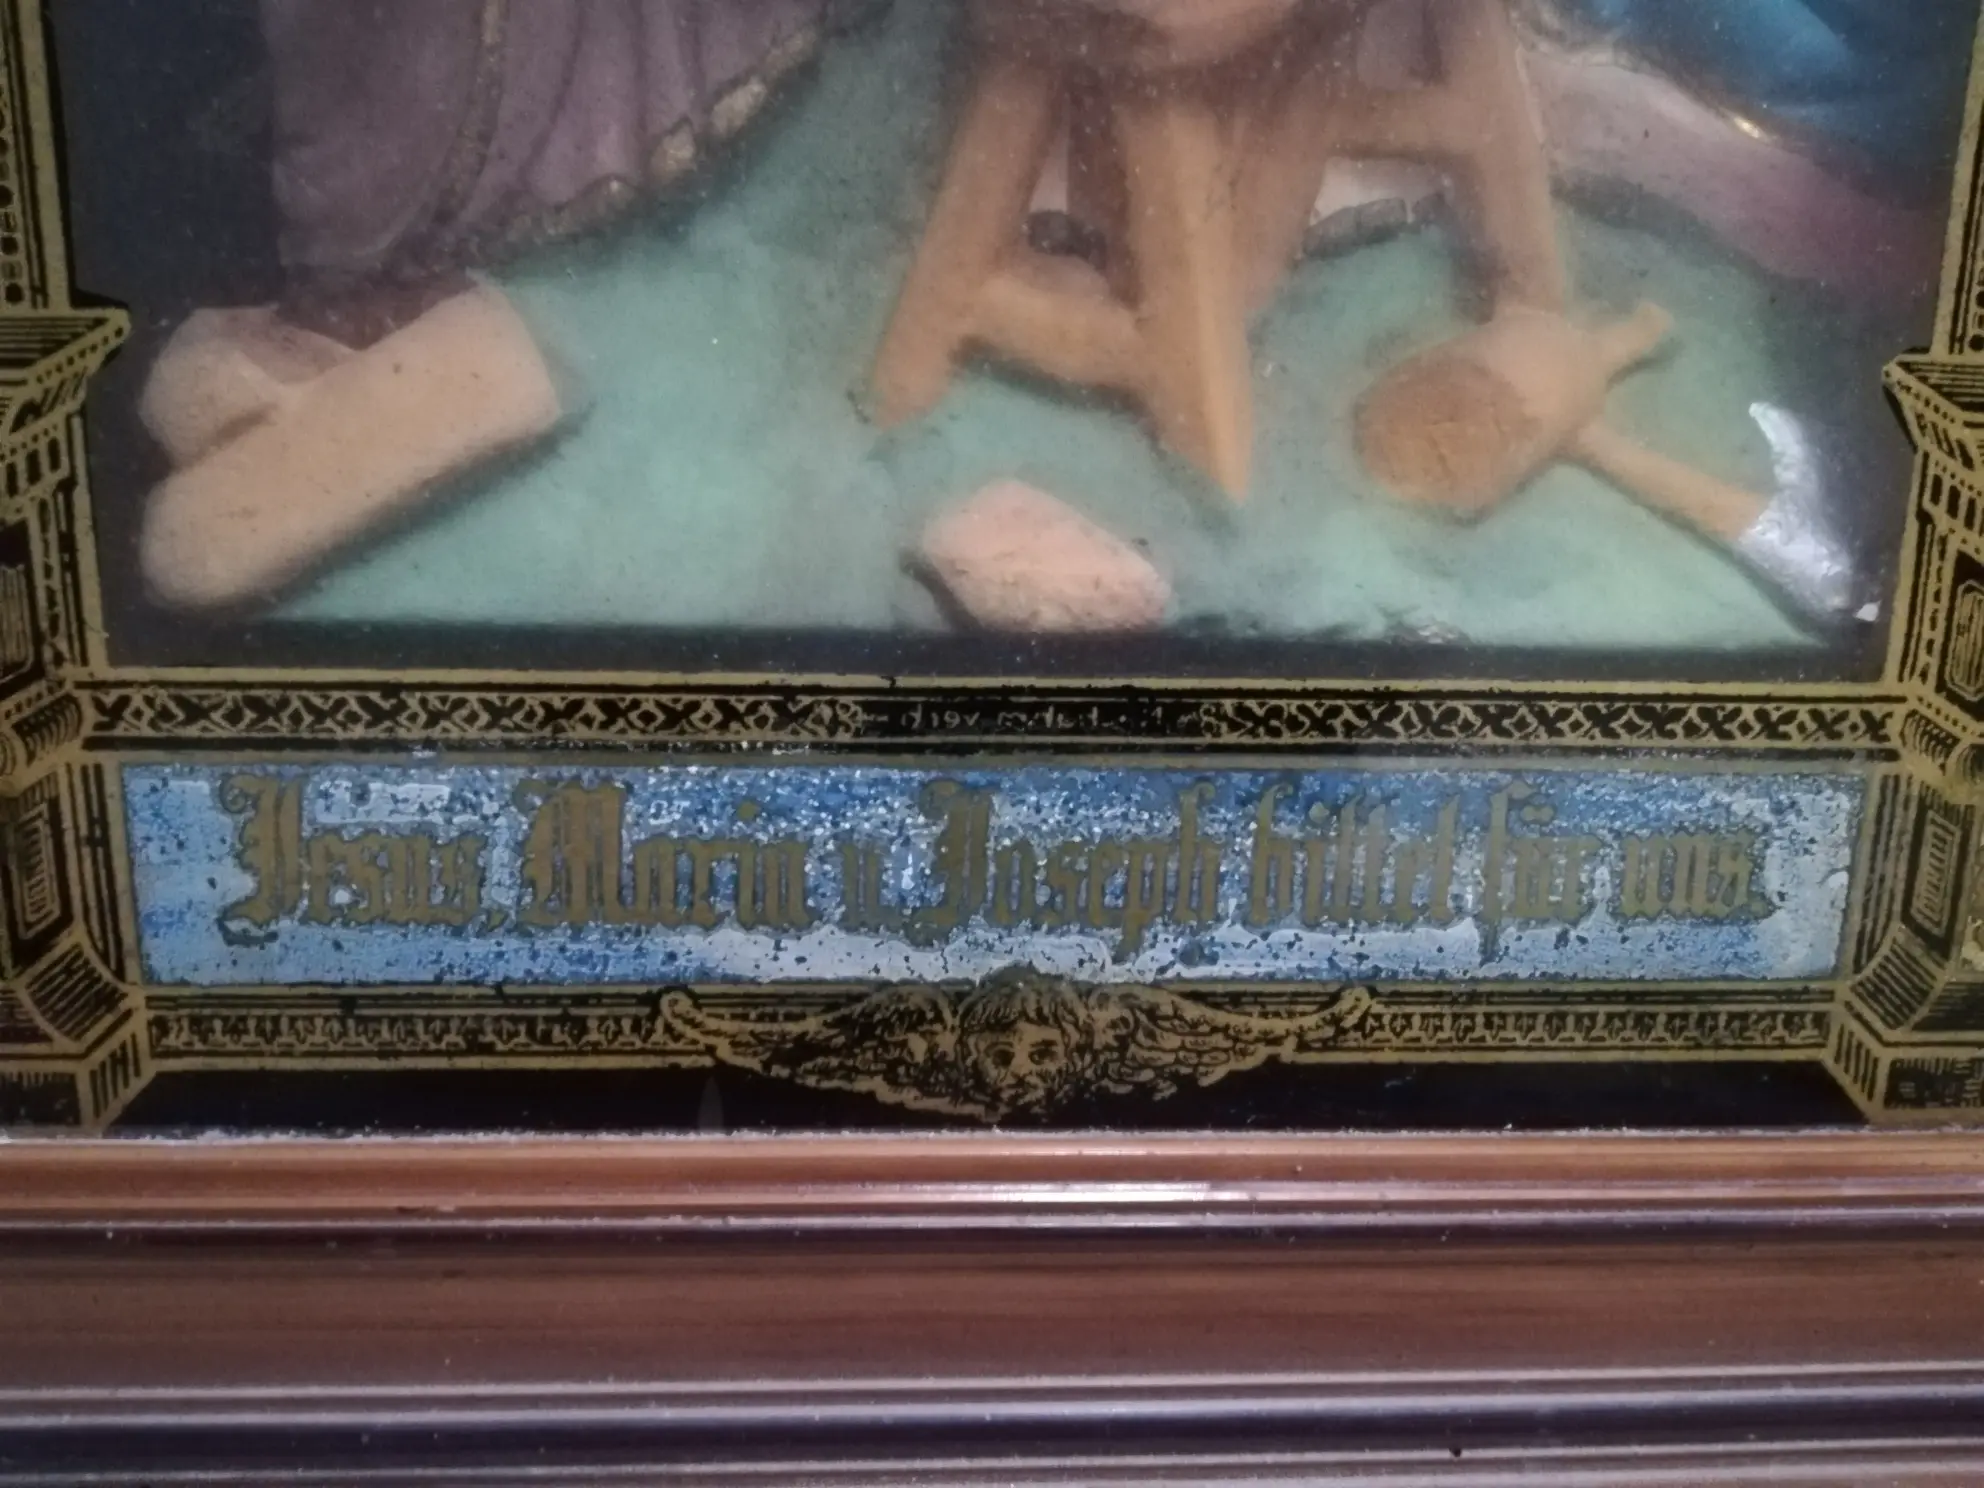 Jesus, Maria u. Joseph bittet für uns.